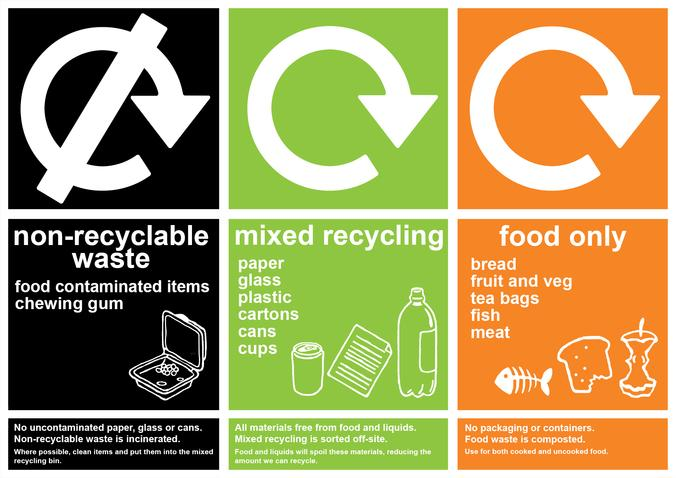 non-recyclable
waste
food contaminated items
chewing gum
No uncontaminated paper, glass or cans.
Non-recyclable waste is incinerated.
Where possible, clean items and put them into the mixed
recycling bin.
mixed recycling
paper
glass
plastic
cartons
cans
cups
All materials free from food and liquids.
Mixed recycling is sorted off-site.
Food and liquids will spoil these materials, reducing the
amount we can recycle.
food only
bread
fruit and veg
tea bags
fish
meat
No packaging or containers.
Food waste is composted.
Use for both cooked and uncooked food.